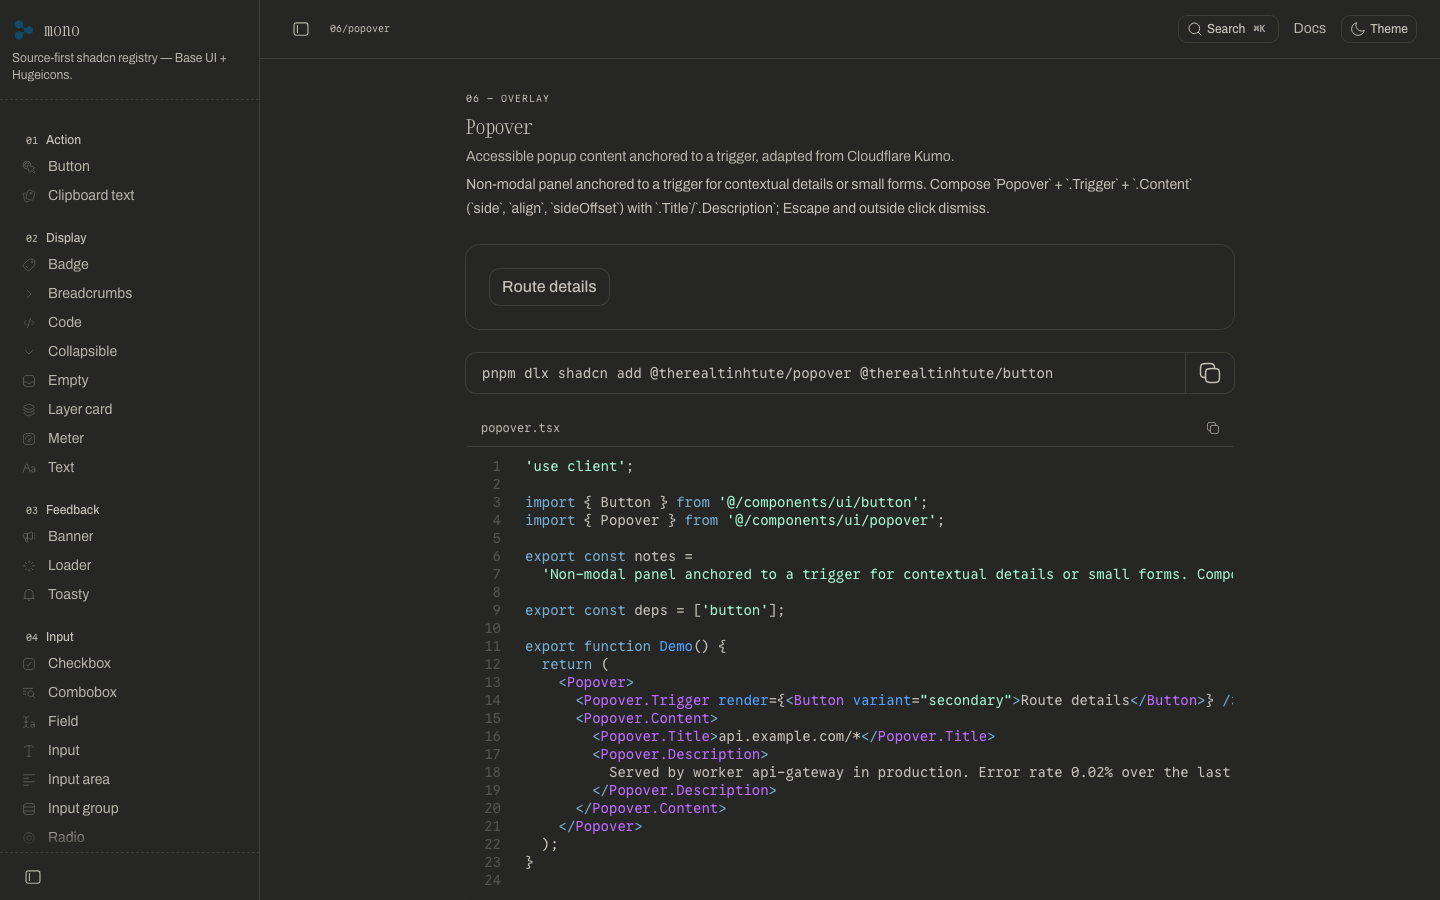 mono
Source-first shadcn registry — Base UI +
Hugeicons.
01 Action
Button
Clipboard text
02 Display
Badge
Breadcrumbs
Code
Collapsible
Empty
Layer card
Meter
Text
03 Feedback
Banner
Loader
Toasty
04 Input
Checkbox
Combobox
Field
Input
Input area
Input group
Radio
06/popover
Search ⌘K
Docs
Theme
06 — OVERLAY
Popover
Accessible popup content anchored to a trigger, adapted from Cloudflare Kumo.
Non-modal panel anchored to a trigger for contextual details or small forms. Compose `Popover` + `.Trigger` + `.Content`
(`side`, `align`, `sideOffset`) with `.Title`/`.Description`; Escape and outside click dismiss.
Route details
pnpm dlx shadcn add @therealtinhtute/popover @therealtinhtute/button
popover.tsx
1 'use client';
2
3 import { Button } from '@/components/ui/button';
4 import { Popover } from '@/components/ui/popover';
5
6 export const notes =
7 'Non-modal panel anchored to a trigger for contextual details or small forms. Compo
8
9 export const deps = ['button'];
10
11 export function Demo() {
12 return (
13 <Popover>
14 <Popover.Trigger render={<Button variant="secondary">Route details</Button>} />
15 <Popover.Content>
16 <Popover.Title>api.example.com/*</Popover.Title>
17 <Popover.Description>
18 Served by worker api-gateway in production. Error rate 0.02% over the last
19 </Popover.Description>
20 </Popover.Content>
21 </Popover>
22 );
23 }
24